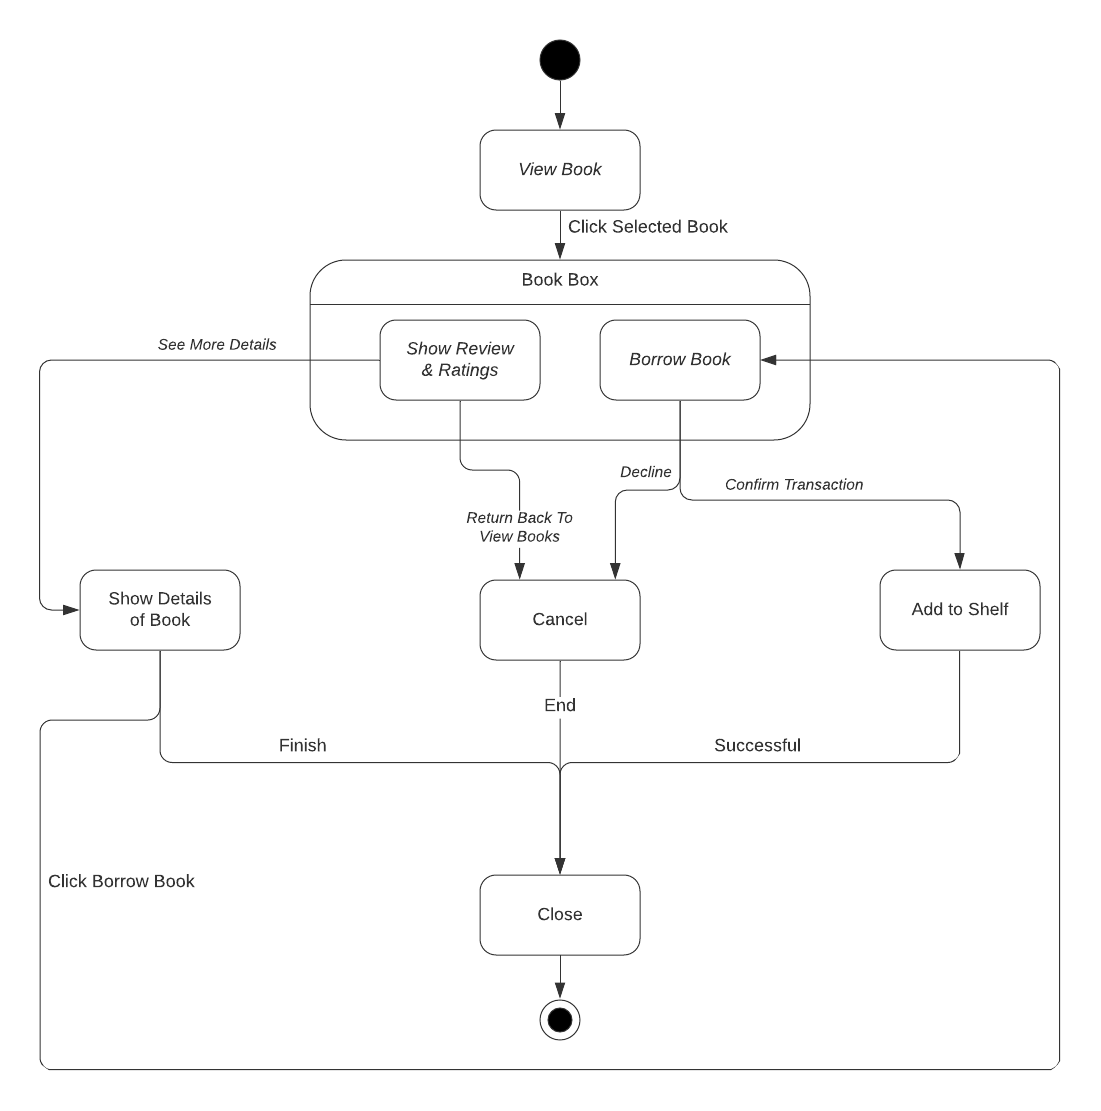 View Book
Click Selected Book
Book Box
See More Details
Show Review
& Ratings
Borrow Book
Decline
Confirm Transaction
Return Back To
View Books
Show Details
of Book
Cancel
Add to Shelf
End
Finish
Successful
Click Borrow Book
Close